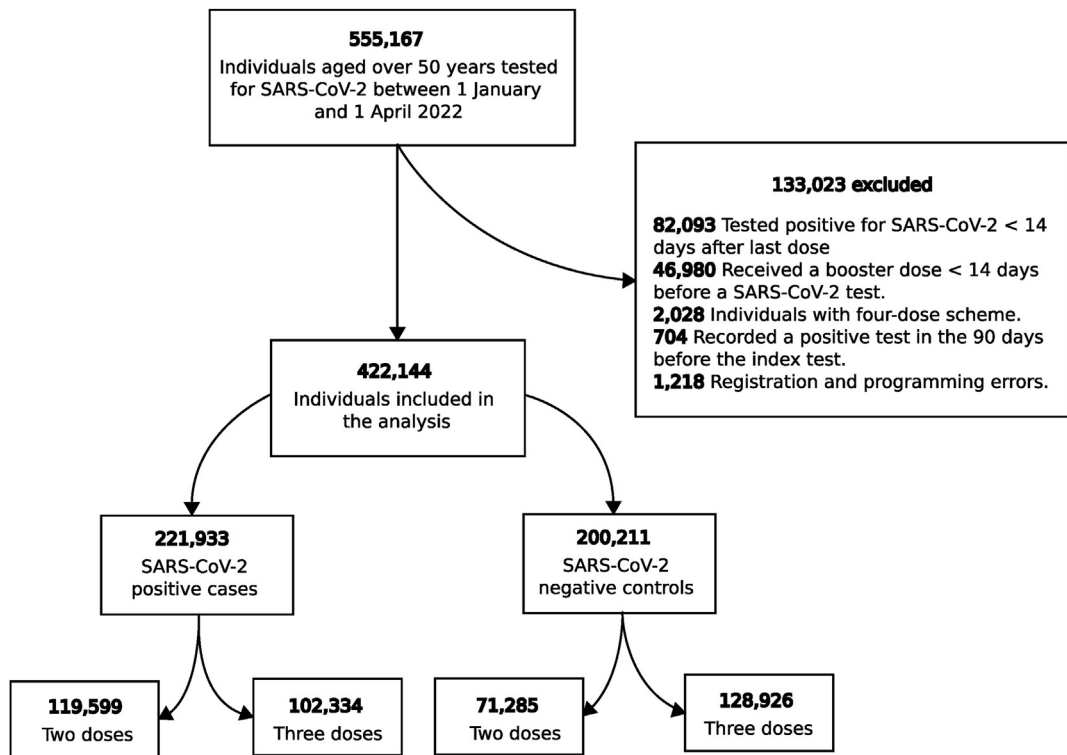 555,167
Individuals aged over 50 years tested
for SARS-CoV-2 between 1 January
and 1 April 2022
133,023 excluded
82,093 Tested positive for SARS-CoV-2 < 14
days after last dose
46,980 Received a booster dose < 14 days
before a SARS-CoV-2 test.
2,028 Individuals with four-dose scheme.
704 Recorded a positive test in the 90 days
before the index test.
1,218 Registration and programming errors.
422,144
Individuals included in
the analysis
221,933
SARS-CoV-2
positive cases
200,211
SARS-CoV-2
negative controls
119,599
Two doses
102,334
Three doses
71,285
Two doses
128,926
Three doses